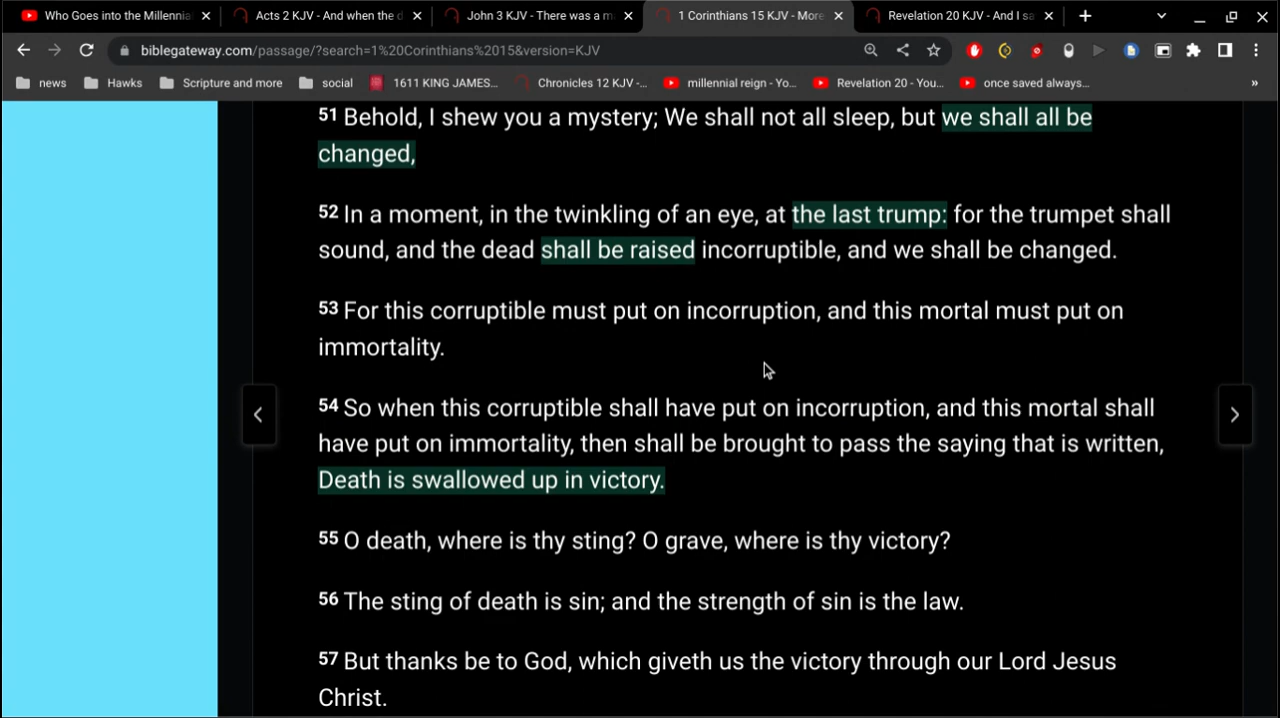 Who Goes into the Millennia
Acts 2 KJV - And when the d
John 3 KJV - There was a m
1 Corinthians 15 KJV - More
Revelation 20 KJV - And I sa
biblegateway.com/passage/?search=1%20Corinthians%2015&version=KJV
news
Hawks
Scripture and more
social
1611 KING JAMES...
Chronicles 12 KJV -...
millennial reign - Yo...
Revelation 20 - You...
once saved always...
»
51 Behold, I shew you a mystery; We shall not all sleep, but we shall all be
changed,
52 In a moment, in the twinkling of an eye, at the last trump: for the trumpet shall
sound, and the dead shall be raised incorruptible, and we shall be changed.
53 For this corruptible must put on incorruption, and this mortal must put on
immortality.
54 So when this corruptible shall have put on incorruption, and this mortal shall
have put on immortality, then shall be brought to pass the saying that is written,
Death is swallowed up in victory.
55 O death, where is thy sting? O grave, where is thy victory?
56 The sting of death is sin; and the strength of sin is the law.
57 But thanks be to God, which giveth us the victory through our Lord Jesus
Christ.